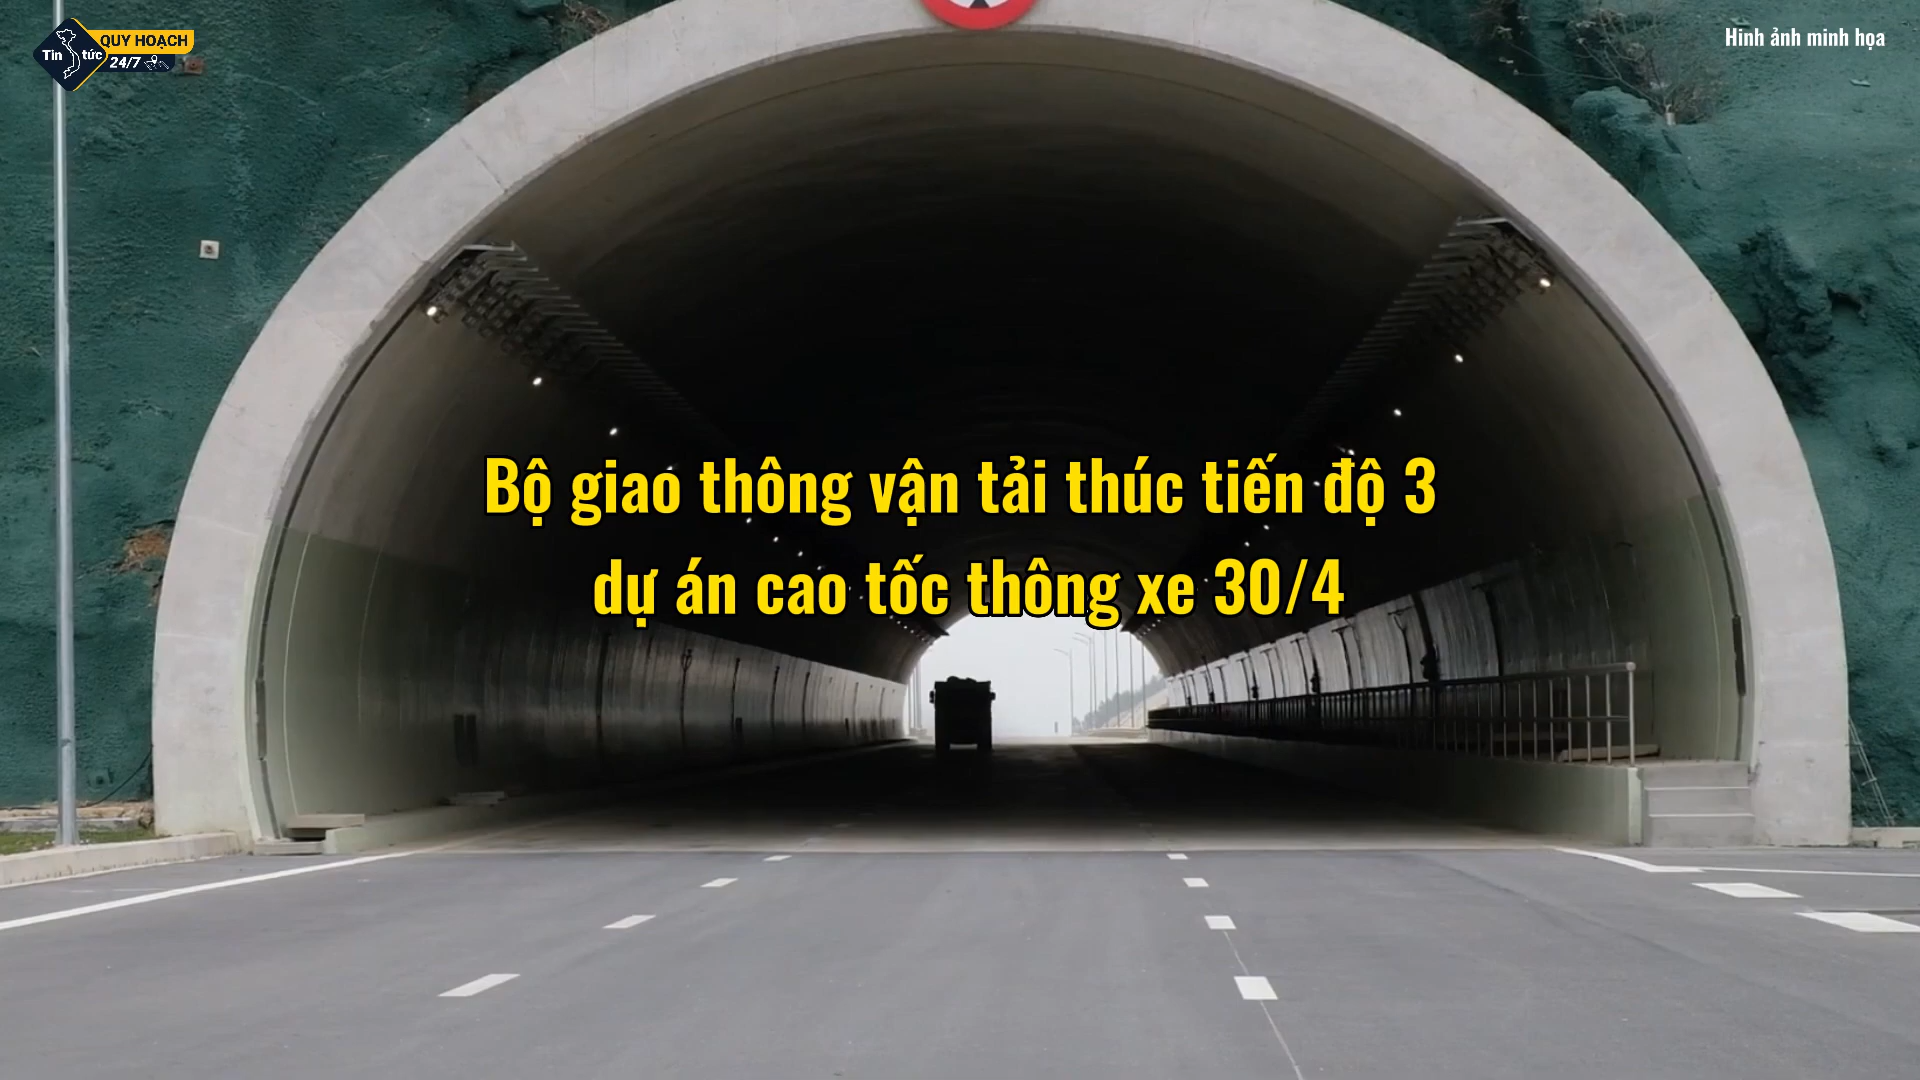 Tin tức
QUY HOẠCH
24/7
Hình ảnh minh họa
Bộ giao thông vận tải thúc tiến độ 3
dự án cao tốc thông xe 30/4